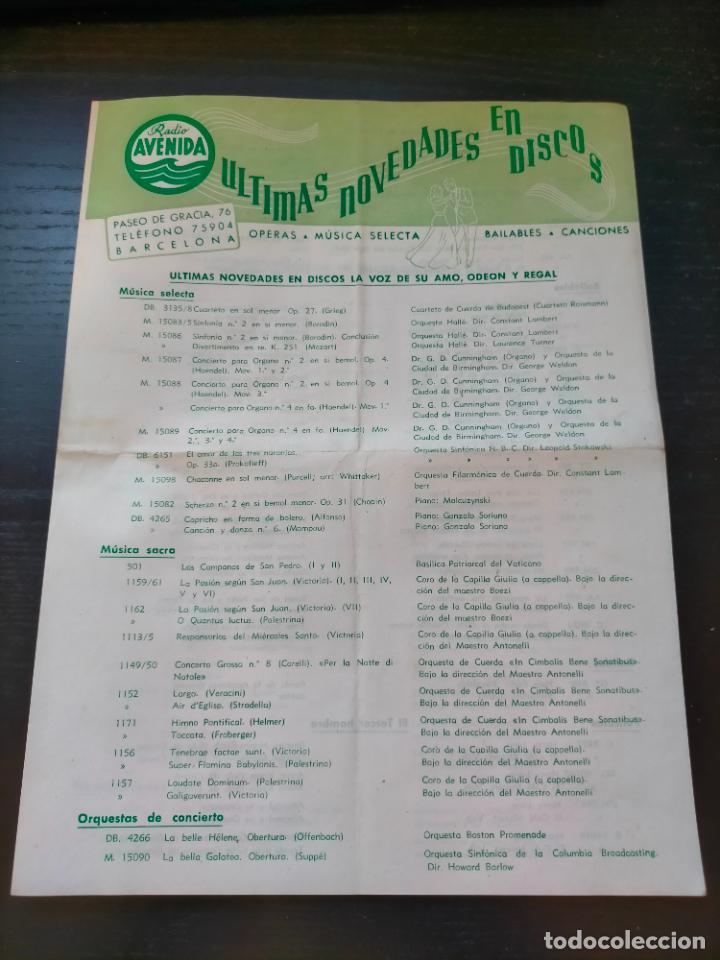 Radio
AVENIDA
ULTIMAS NOVEDADES EN DISCOS
PASEO DE GRACIA, 76
TELÉFONO 75904
BARCELONA
OPERAS • MÚSICA SELECTA
BAILABLES • CANCIONES
ULTIMAS NOVEDADES EN DISCOS LA VOZ DE SU AMO, ODEON Y REGAL
Música selecta
DB. 3135/8 Cuarteto en sol menor Op. 27. (Grieg) Cuarteto de Cuerda de Budapest (Cuarteto Roismann)
M. 15083/5 Sinfonia n.º 2 en si menor. (Borodin) Orquesta Hallé. Dir. Constant Lambert
M. 15086 Sinfonia n.º 2 en si menor. (Borodin). Conclusión Orquesta Hallé. Dir. Constant Lambert
» Divertimento en re. K. 251 (Mozart) Orquesta Hallé. Dir. Laurence Turner
M. 15087 Concierto para Organo n.º 2 en si bemol. Op. 4. Dr. G. D. Cunningham (Organo) y Orquesta de la
(Haendel). Mov. 1.º y 2.º Ciudad de Birmingham. Dir. George Weldon
M. 15088 Concierto para Organo n.º 2 en si bemol. Op 4 Dr. G. D. Cunningham (Organo) y Orquesta de la
(Haendel). Mov. 3.º Ciudad de Birmingham. Dir. George Weldon
» Concierto para Organo n.º 4 en fa. (Haendel). Mov. 1.º Dr. G. D. Cunningham (Organo) y Orquesta de la
Ciudad de Birmingham. Dir. George Weldon
M. 15089 Concierto para Organo n.º 4 en fa. (Haendel) Mov. Dr. G. D. Cunningham (Organo) y Orquesta de la
2.º, 3.º y 4.º Ciudad de Birmingham. Dir. George Weldon
DB. 6151 El amor de las tres naranjas. Orquesta Sinfónica N. B. C. Dir. Leopold Stokowski
Op. 33a. (Prokofieff) » » » » »
M. 15098 Chaconne en sol menor. (Purcell, arr: Whittaker) Orquesta Filarmónica de Cuerda. Dir. Constant Lam-
bert
M. 15082 Scherzo n.º 2 en si bemol menor. Op. 31 (Chopin) Piano: Malcuzynski
DB. 4265 Capricho en forma de bolero. (Alfonso) Piano: Gonzalo Soriano
» Canción y danza n.º 6. (Mompou) Piano: Gonzalo Soriano
Música sacra
501 Las Campanas de San Pedro. (I y II) Basílica Patriarcal del Vaticano
1159/61 La Pasión según San Juan. (Victoria). (I, II, III, IV, Coro de la Capilla Giulia (a cappella). Bajo la direc-
V y VI) ción del maestro Boezi
1162 La Pasión según San Juan. (Victoria). (VII) Coro de la Capilla Giulia (a cappella). Bajo la direc-
» O Quantus luctus. (Palestrina) ción del maestro Boezi
1113/5 Responsorios del Miércoles Santo. (Victoria) Coro de la Capilla Giulia (a cappella). Bajo la direc-
ción del Maestro Antonelli
1149/50 Concerto Grosso n.º 8 (Corelli). «Per la Notte di Orquesta de Cuerda «In Cimbalis Bene Sonatibus».
Natale» Bajo la dirección del Maestro Antonelli
1152 Largo. (Veracini) Orquesta de Cuerda «In Cimbalis Bene Sonatibus».
» Air d'Eglise. (Stradella) Bajo la dirección del Maestro Antonelli
1171 Himno Pontifical. (Helmer) Orquesta de Cuerda «In Cimbalis Bene Sonatibus».
» Toccata. (Froberger) Bajo la dirección del Maestro Antonelli
1156 Tenebrae factae sunt. (Victoria) Coro de la Capilla Giulia (a cappella).
» Super-Flamina Babylonis. (Palestrina) Bajo la dirección del Maestro Antonelli
1157 Laudate Dominum. (Palestrina) Coro de la Capilla Giulia (a cappella).
» Galigaverunt. (Victoria) Bajo la dirección del Maestro Antonelli
Orquestas de concierto
DB. 4266 La belle Hélène, Obertura. (Offenbach) Orquesta Boston Promenade
M. 15090 La bella Galatea. Obertura. (Suppé) Orquesta Sinfónica de la Columbia Broadcasting.
Dir. Howard Barlow
todocoleccion
todocoleccion.net